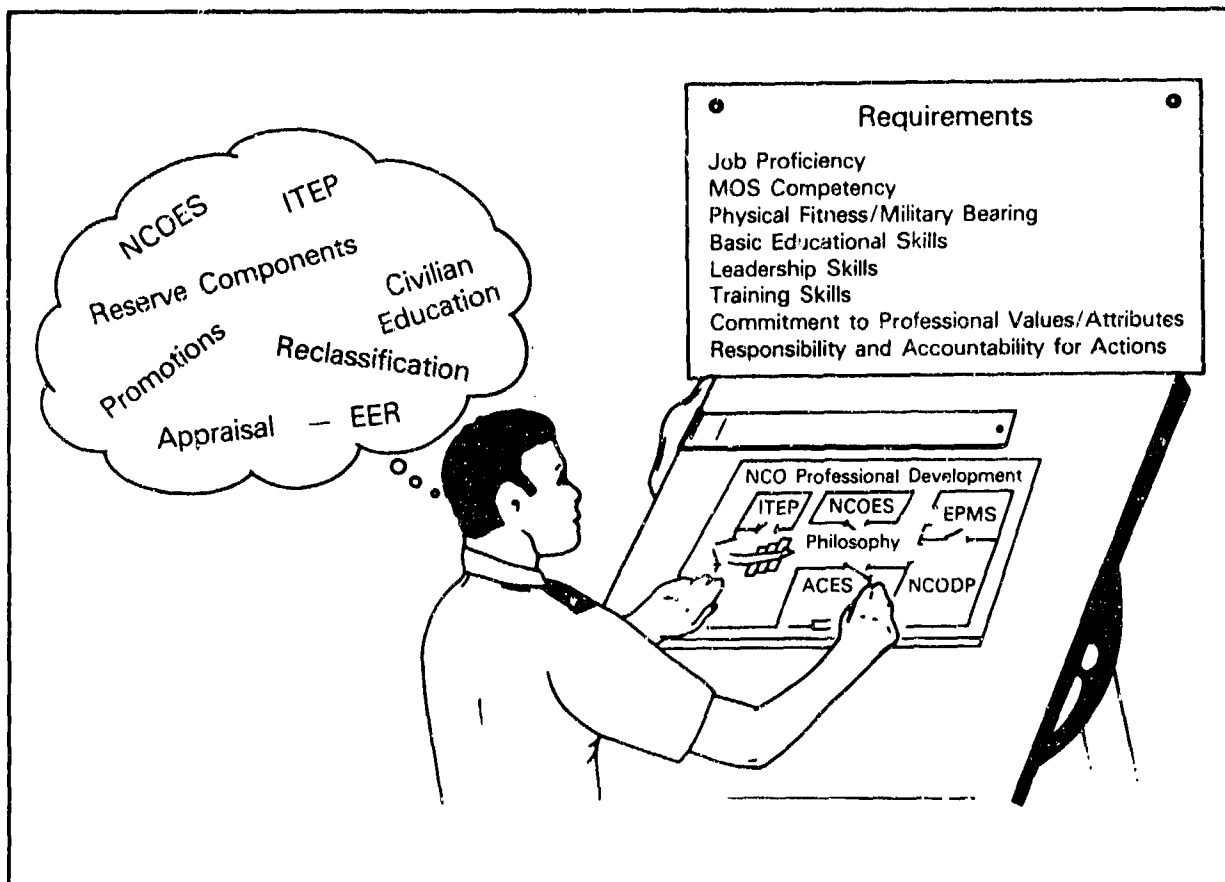 NCOES ITEP
Reserve Components
Civilian
Education
Promotions
Reclassification
Appraisal — EER
Requirements
Job Proficiency
MOS Competency
Physical Fitness/Military Bearing
Basic Educational Skills
Leadership Skills
Training Skills
Commitment to Professional Values/Attributes
Responsibility and Accountability for Actions
NCO Professional Development
ITEP NCOES EPMS
Philosophy
ACES NCODP